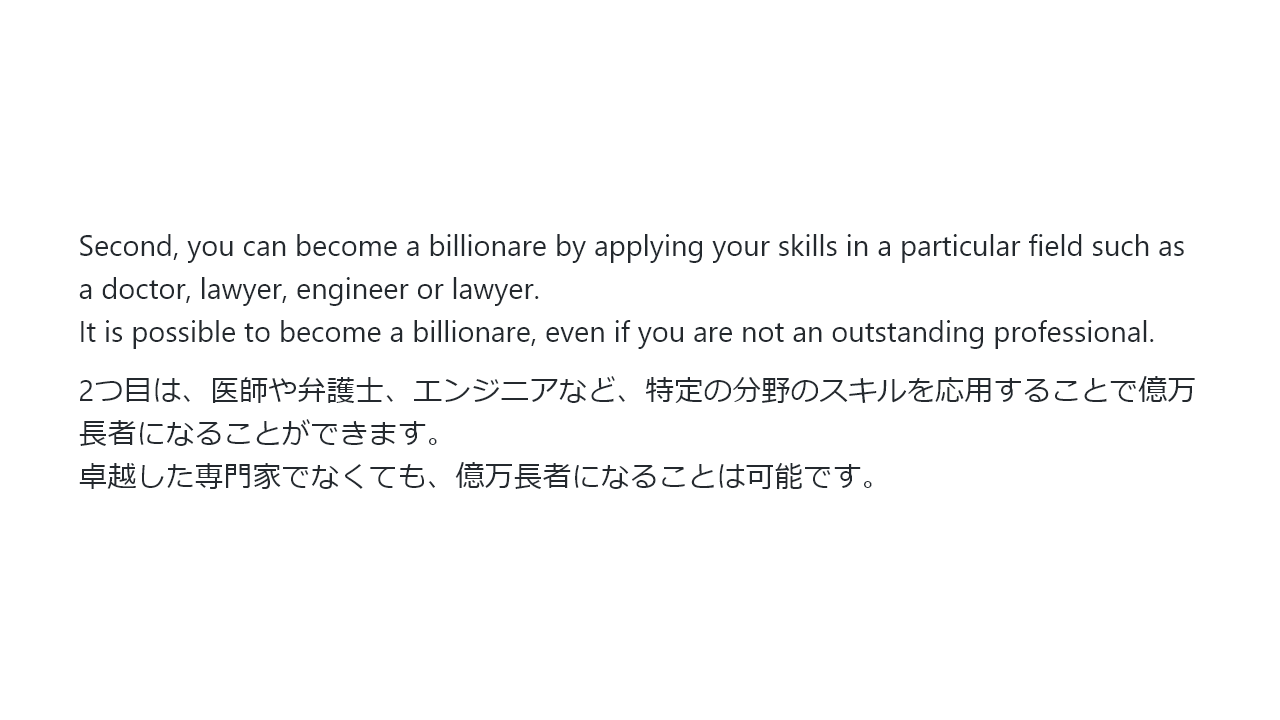 Second, you can become a billionare by applying your skills in a particular field such as
a doctor, lawyer, engineer or lawyer.
It is possible to become a billionare, even if you are not an outstanding professional.
2つ目は、医師や弁護士、エンジニアなど、特定の分野のスキルを応用することで億万
長者になることができます。
卓越した専門家でなくても、億万長者になることは可能です。